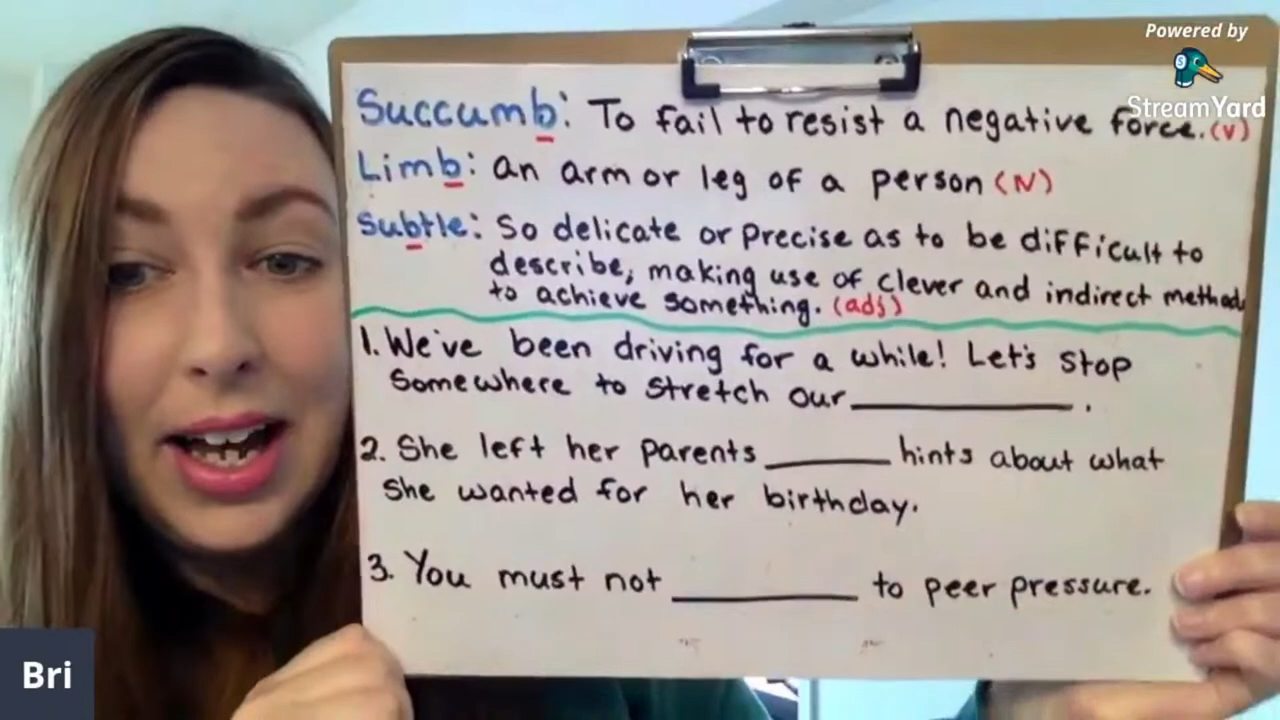 Powered by
StreamYard
Succumb: To fail to resist a negative force. (V)
Limb: an arm or leg of a person (N)
Subtle: So delicate or precise as to be difficult to
describe, making use of clever and indirect methods
to achieve something. (adj)
1. We've been driving for a while! Let's stop
Somewhere to stretch our __________.
2. She left her parents ______ hints about what
She wanted for her birthday.
3. You must not ________ to peer pressure.
Bri